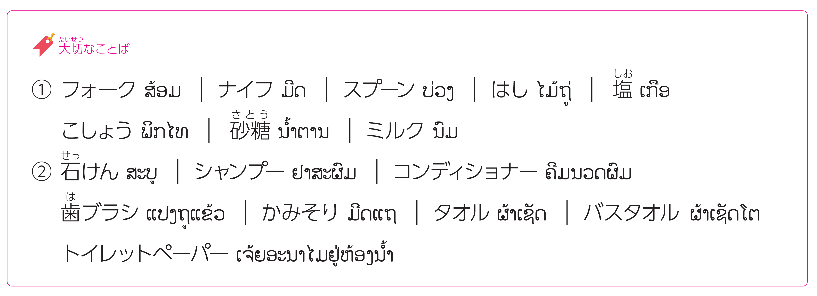 大切なことば
① フォーク ສ້ອມ | ナイフ ມີດ | スプーン ບ່ວງ | はし ໄມ້ຖູ່ | 塩 ເກືອ
こしょう ພິກໄທ | 砂糖 ນ້ຳຕານ | ミルク ນົມ
② 石けん ສະບູ | シャンプー ຢາສະຜົມ | コンディショナー ຄີມນວດຜົມ
歯ブラシ ແປງຖູແຂ້ວ | かみそり ມີດແຖ | タオル ຜ້າເຊັດ | バスタオル ຜ້າເຊັດໂຕ
トイレットペーパー ເຈ້ຍອະນາໄມຢູ່ຫ້ອງນ້ຳ